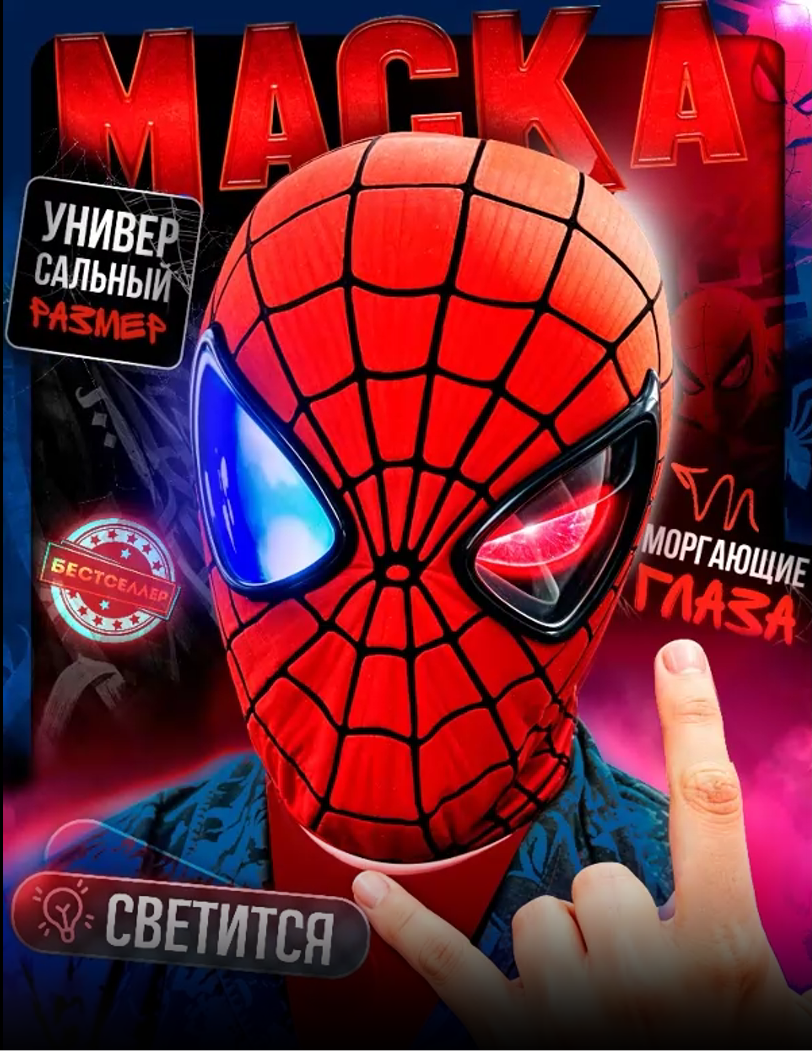 МАСКА
УНИВЕР
САЛЬНЫЙ
РАЗМЕР
МОРГАЮЩИЕ
ГЛАЗА
БЕСТСЕЛЛЕР
СВЕТИТСЯ